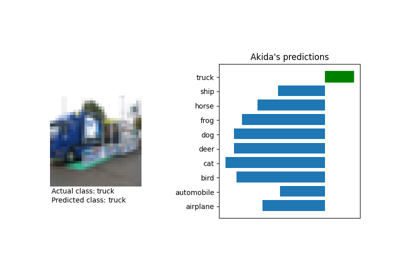 Akida's predictions
truck
ship
horse
frog
dog
deer
cat
bird
automobile
airplane
Actual class: truck
Predicted class: truck